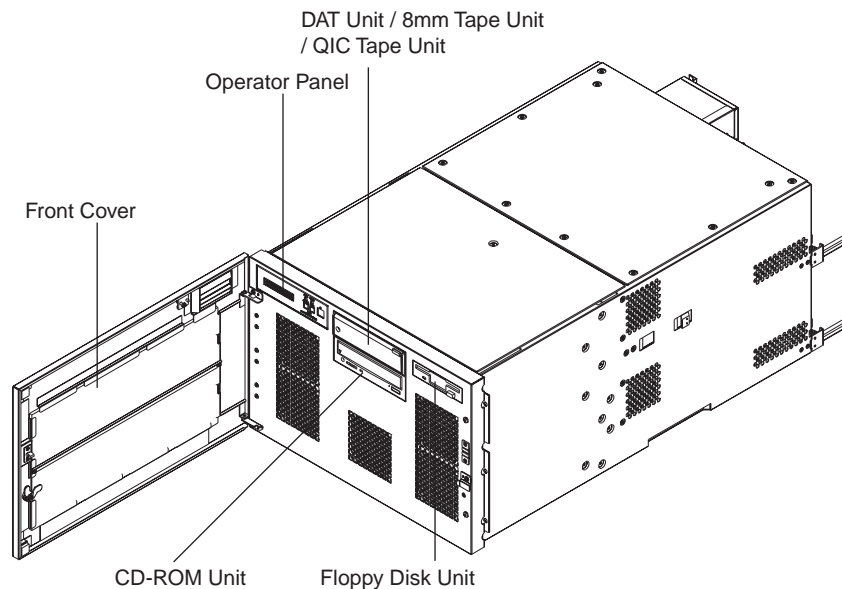 DAT Unit / 8mm Tape Unit
/ QIC Tape Unit
Operator Panel
Front Cover
CD-ROM Unit
Floppy Disk Unit